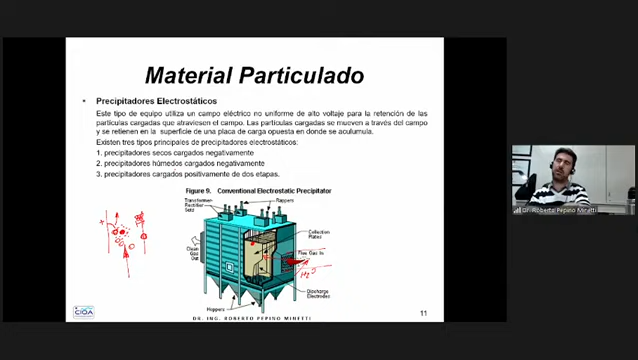 Material Particulado
Precipitadores Electrostáticos
Este tipo de equipo utiliza un campo eléctrico no uniforme de alto voltaje para la retención de las
partículas cargadas que atraviesen el campo. Las partículas cargadas se mueven a través del campo
y se retienen en la superficie de una placa de carga opuesta en donde se acululmula.
Existen tres tipos principales de precipitadores electrostáticos:
1. precipitadores secos cargados negativamente
2. precipitadores húmedos cargados negativamente
3. precipitadores cargados positivamente de dos etapas.
Figure 9. Conventional Electrostatic Precipitator
Transformer-
Rectifier
Sets
Rappers
Collection
Plates
Clean
Gas
Out
Flue Gas In
H2S
Discharge
Electrodes
Hoppers
CIQA
DR. ING. ROBERTO PEPINO MINETTI
11
Dr. Roberto Pepino Minetti